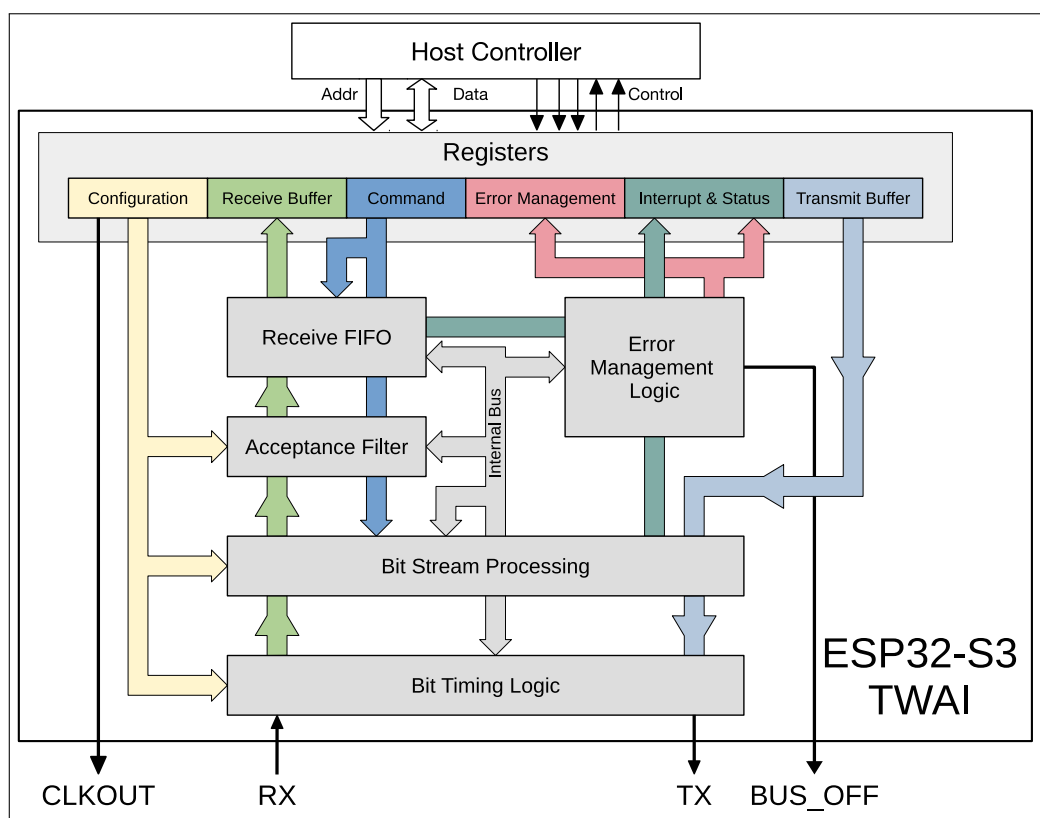 Host Controller
Addr
Data
Control
Registers
Configuration
Receive Buffer
Command
Error Management
Interrupt & Status
Transmit Buffer
Receive FIFO
Error
Management
Logic
Internal Bus
Acceptance Filter
Bit Stream Processing
Bit Timing Logic
ESP32-S3
TWAI
CLKOUT
RX
TX
BUS_OFF